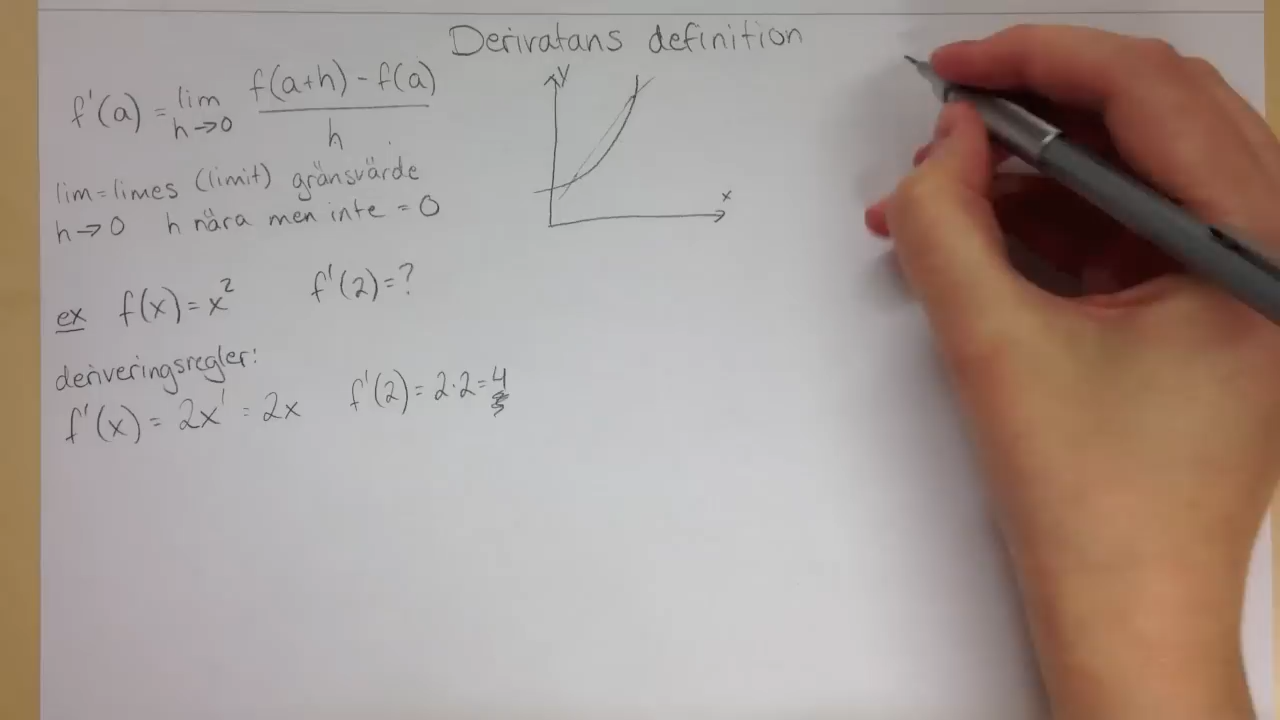 Derivatans definition
f'(a) = lim h→0 (f(a+h) - f(a)) / h
lim = limes (limit) gränsvärde
h→0 h nära men inte = 0
y
x
ex f(x) = x² f'(2) = ?
deriveringsregler:
f'(x) = 2x¹ = 2x f'(2) = 2·2 = 4